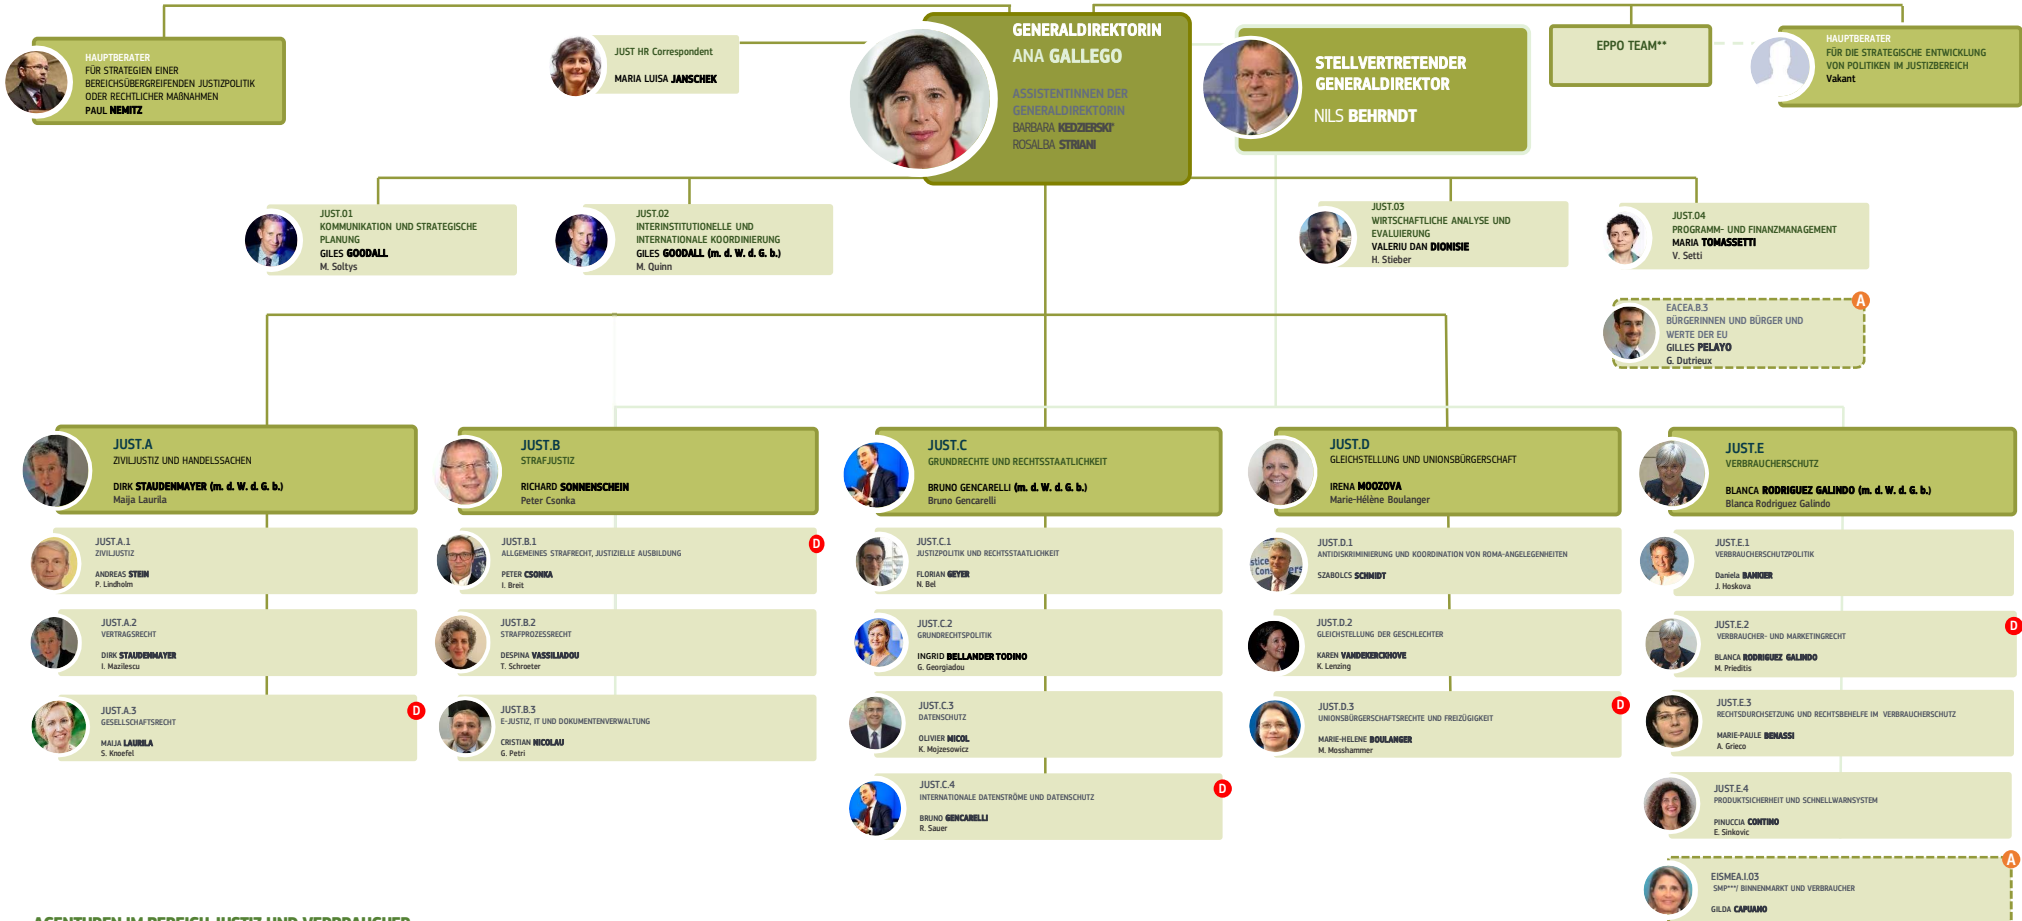 HAUPTBERATER
FÜR STRATEGIEN EINER
BEREICHSÜBERGREIFENDEN JUSTIZPOLITIK
ODER RECHTLICHER MAẞNAHMEN
PAUL NEMITZ
JUST HR Correspondent
MARIA LUISA JANSCHEK
GENERALDIREKTORIN
ANA GALLEGO
ASSISTENTINNEN DER
GENERALDIREKTORIN
BARBARA KEDZIERSKI*
ROSALBA STRIANI
STELLVERTRETENDER
GENERALDIREKTOR
NILS BEHRNDT
EPPO TEAM**
HAUPTBERATER
FÜR DIE STRATEGISCHE ENTWICKLUNG
VON POLITIKEN IM JUSTIZBEREICH
Vakant
JUST.01
KOMMUNIKATION UND STRATEGISCHE
PLANUNG
GILES GOODALL
M. Soltys
JUST.02
INTERINSTITUTIONELLE UND
INTERNATIONALE KOORDINIERUNG
GILES GOODALL (m. d. W. d. G. b.)
M. Quinn
JUST.03
WIRTSCHAFTLICHE ANALYSE UND
EVALUIERUNG
VALERIU DAN DIONISIE
H. Stieber
JUST.04
PROGRAMM- UND FINANZMANAGEMENT
MARIA TOMASSETTI
V. Setti
A
EACEA.B.3
BÜRGERINNEN UND BÜRGER UND
WERTE DER EU
GILLES PELAYO
G. Dutrieux
JUST.A
ZIVILJUSTIZ UND HANDELSSACHEN
DIRK STAUDENMAYER (m. d. W. d. G. b.)
Maija Laurila
JUST.A.1
ZIVILJUSTIZ
ANDREAS STEIN
P. Lindholm
JUST.A.2
VERTRAGSRECHT
DIRK STAUDENMAYER
I. Mazilescu
JUST.A.3
GESELLSCHAFTSRECHT
MAIJA LAURILA
S. Knoefel
D
JUST.B
STRAFJUSTIZ
RICHARD SONNENSCHEIN
Peter Csonka
JUST.B.1
ALLGEMEINES STRAFRECHT, JUSTIZIELLE AUSBILDUNG
PETER CSONKA
I. Breit
D
JUST.B.2
STRAFPROZESSRECHT
DESPINA VASSILIADOU
T. Schroeter
JUST.B.3
E-JUSTIZ, IT UND DOKUMENTENVERWALTUNG
CRISTIAN NICOLAU
G. Petri
JUST.C
GRUNDRECHTE UND RECHTSSTAATLICHKEIT
BRUNO GENCARELLI (m. d. W. d. G. b.)
Bruno Gencarelli
JUST.C.1
JUSTIZPOLITIK UND RECHTSSTAATLICHKEIT
FLORIAN GEYER
N. Bel
JUST.C.2
GRUNDRECHTSPOLITIK
INGRID BELLANDER TODINO
G. Georgiadou
JUST.C.3
DATENSCHUTZ
OLIVIER MICOL
K. Mojzesowicz
JUST.C.4
INTERNATIONALE DATENSTRÖME UND DATENSCHUTZ
BRUNO GENCARELLI
R. Sauer
D
JUST.D
GLEICHSTELLUNG UND UNIONSBÜRGERSCHAFT
IRENA MOOZOVA
Marie-Hélène Boulanger
JUST.D.1
ANTIDISKRIMINIERUNG UND KOORDINATION VON ROMA-ANGELEGENHEITEN
SZABOLCS SCHMIDT
JUST.D.2
GLEICHSTELLUNG DER GESCHLECHTER
KAREN VANDEKERCKHOVE
K. Lenzing
JUST.D.3
UNIONSBÜRGERSCHAFTSRECHTE UND FREIZÜGIGKEIT
MARIE-HELENE BOULANGER
M. Mosshammer
D
JUST.E
VERBRAUCHERSCHUTZ
BLANCA RODRIGUEZ GALINDO (m. d. W. d. G. b.)
Blanca Rodriguez Galindo
JUST.E.1
VERBRAUCHERSCHUTZPOLITIK
Daniela BANKIER
J. Hoskova
JUST.E.2
VERBRAUCHER- UND MARKETINGRECHT
BLANCA RODRIGUEZ GALINDO
M. Prieditis
D
JUST.E.3
RECHTSDURCHSETZUNG UND RECHTSBEHELFE IM VERBRAUCHERSCHUTZ
MARIE-PAULE BENASSI
A. Grieco
JUST.E.4
PRODUKTSICHERHEIT UND SCHNELLWARNSYSTEM
PINUCCIA CONTINO
E. Sinkovic
A
EISMEA.I.03
SMP***/ BINNENMARKT UND VERBRAUCHER
GILDA CAPUANO
AGENTUREN IM BEREICH JUSTIZ UND VERBRAUCHER